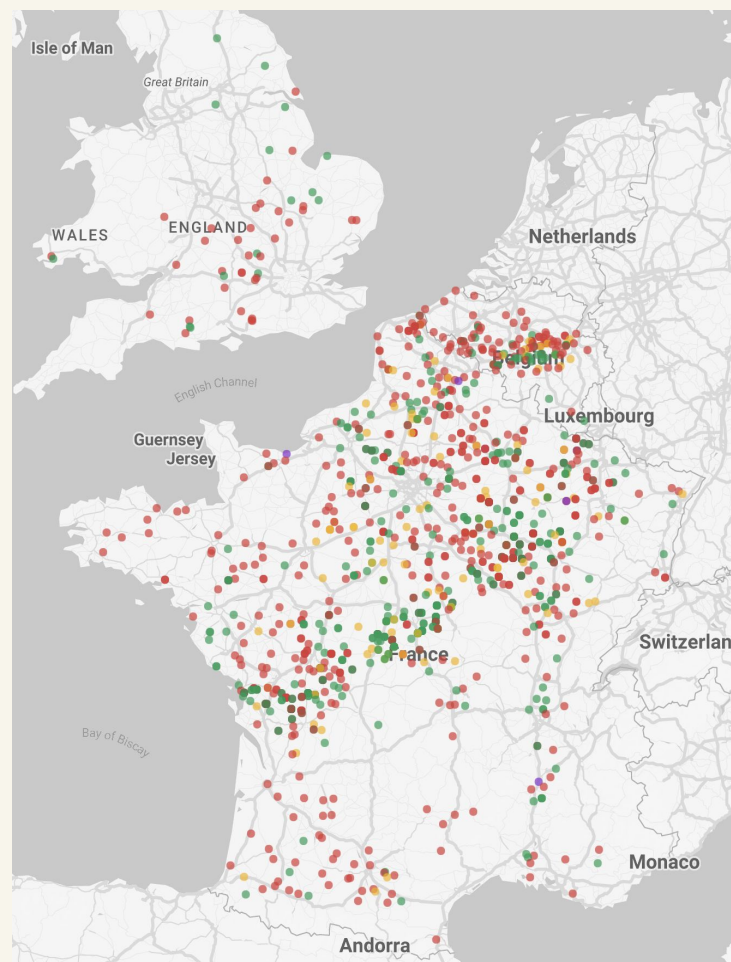 Isle of Man
Great Britain
WALES
ENGLAND
Netherlands
Belgium
English Channel
Luxembourg
Guernsey
Jersey
France
Switzerlan
Bay of Biscay
Monaco
Andorra